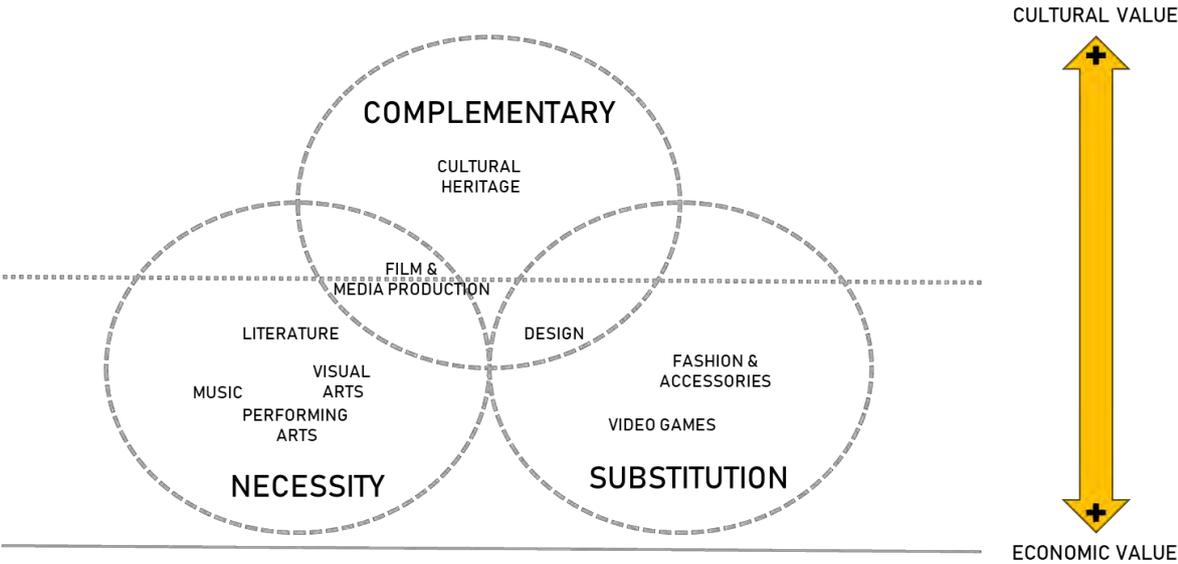 CULTURAL VALUE
+
COMPLEMENTARY
CULTURAL
HERITAGE
FILM &
MEDIA PRODUCTION
LITERATURE
DESIGN
VISUAL
ARTS
MUSIC
PERFORMING
ARTS
FASHION &
ACCESSORIES
VIDEO GAMES
NECESSITY
SUBSTITUTION
+
ECONOMIC VALUE